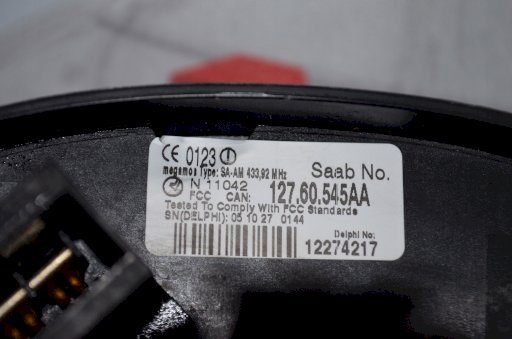 CE 0123
megamos Type: SA-AM 433,92 MHz
Saab No.
N 11042
127.60.545AA
FCC CAN:
Tested To Comply With FCC Standards
SN(DELPHI): 05 10 27 0144
Delphi No:
12274217